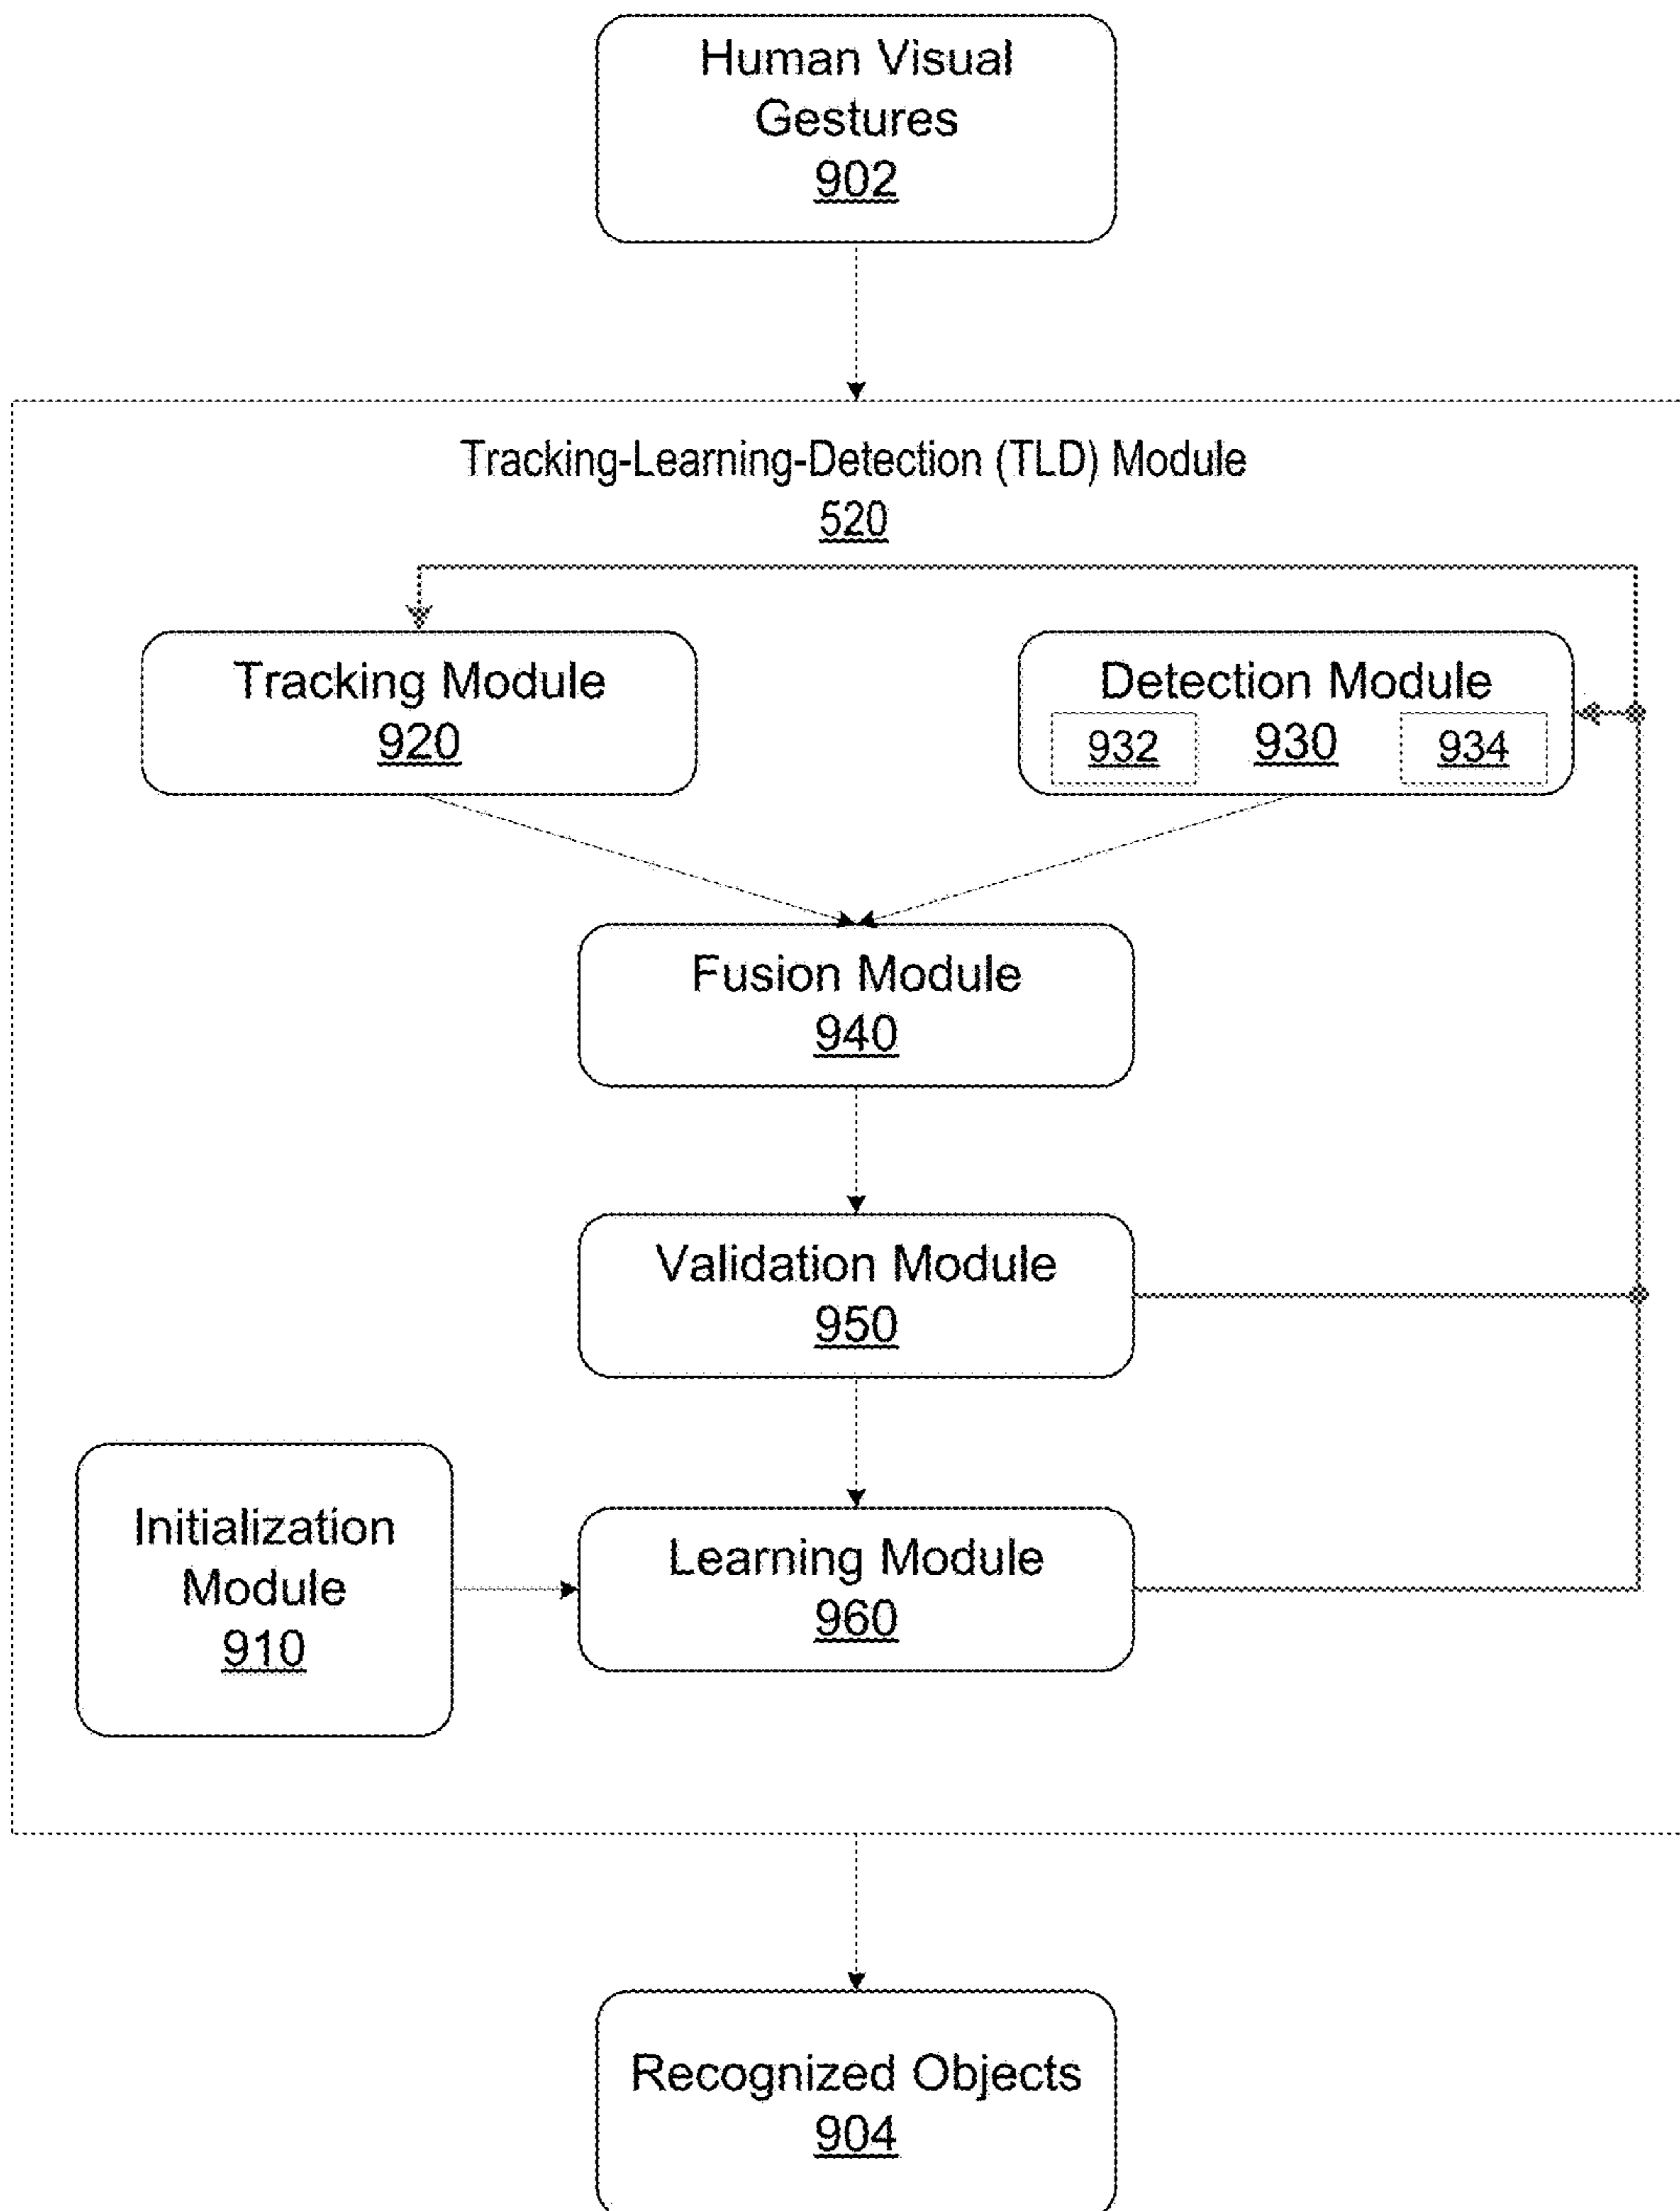 Human Visual
Gestures
902
Tracking-Learning-Detection (TLD) Module
520
Tracking Module
920
Detection Module
932
930
934
Fusion Module
940
Validation Module
950
Initialization
Module
910
Learning Module
960
Recognized Objects
904